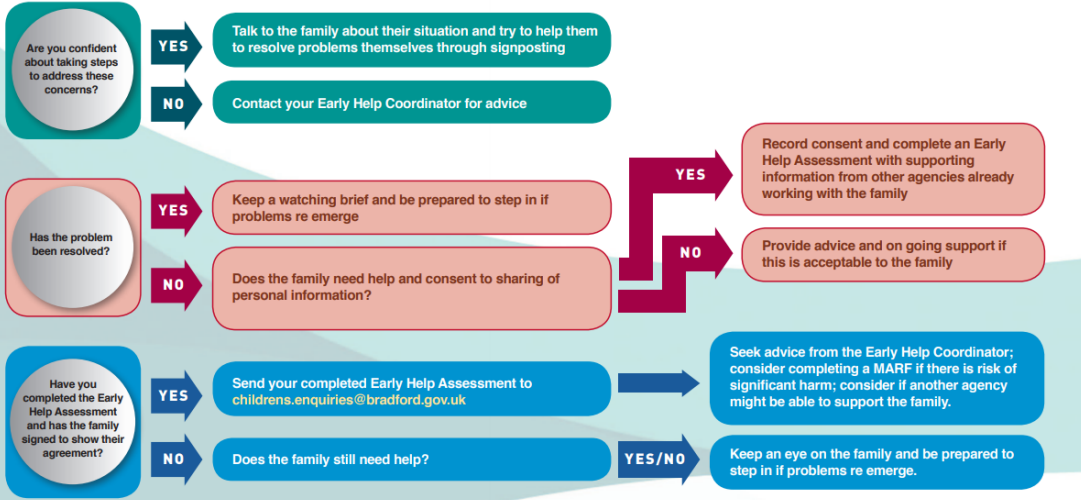 Are you confident
about taking steps
to address these
concerns?
YES
Talk to the family about their situation and try to help them
to resolve problems themselves through signposting
NO
Contact your Early Help Coordinator for advice
Has the problem
been resolved?
YES
Keep a watching brief and be prepared to step in if
problems re emerge
NO
Does the family need help and consent to sharing of
personal information?
YES
Record consent and complete an Early
Help Assessment with supporting
information from other agencies already
working with the family
NO
Provide advice and on going support if
this is acceptable to the family
Have you
completed the Early
Help Assessment
and has the family
signed to show their
agreement?
YES
Send your completed Early Help Assessment to
childrens.enquiries@bradford.gov.uk
Seek advice from the Early Help Coordinator;
consider completing a MARF if there is risk of
significant harm; consider if another agency
might be able to support the family.
NO
Does the family still need help?
YES/NO
Keep an eye on the family and be prepared to
step in if problems re emerge.